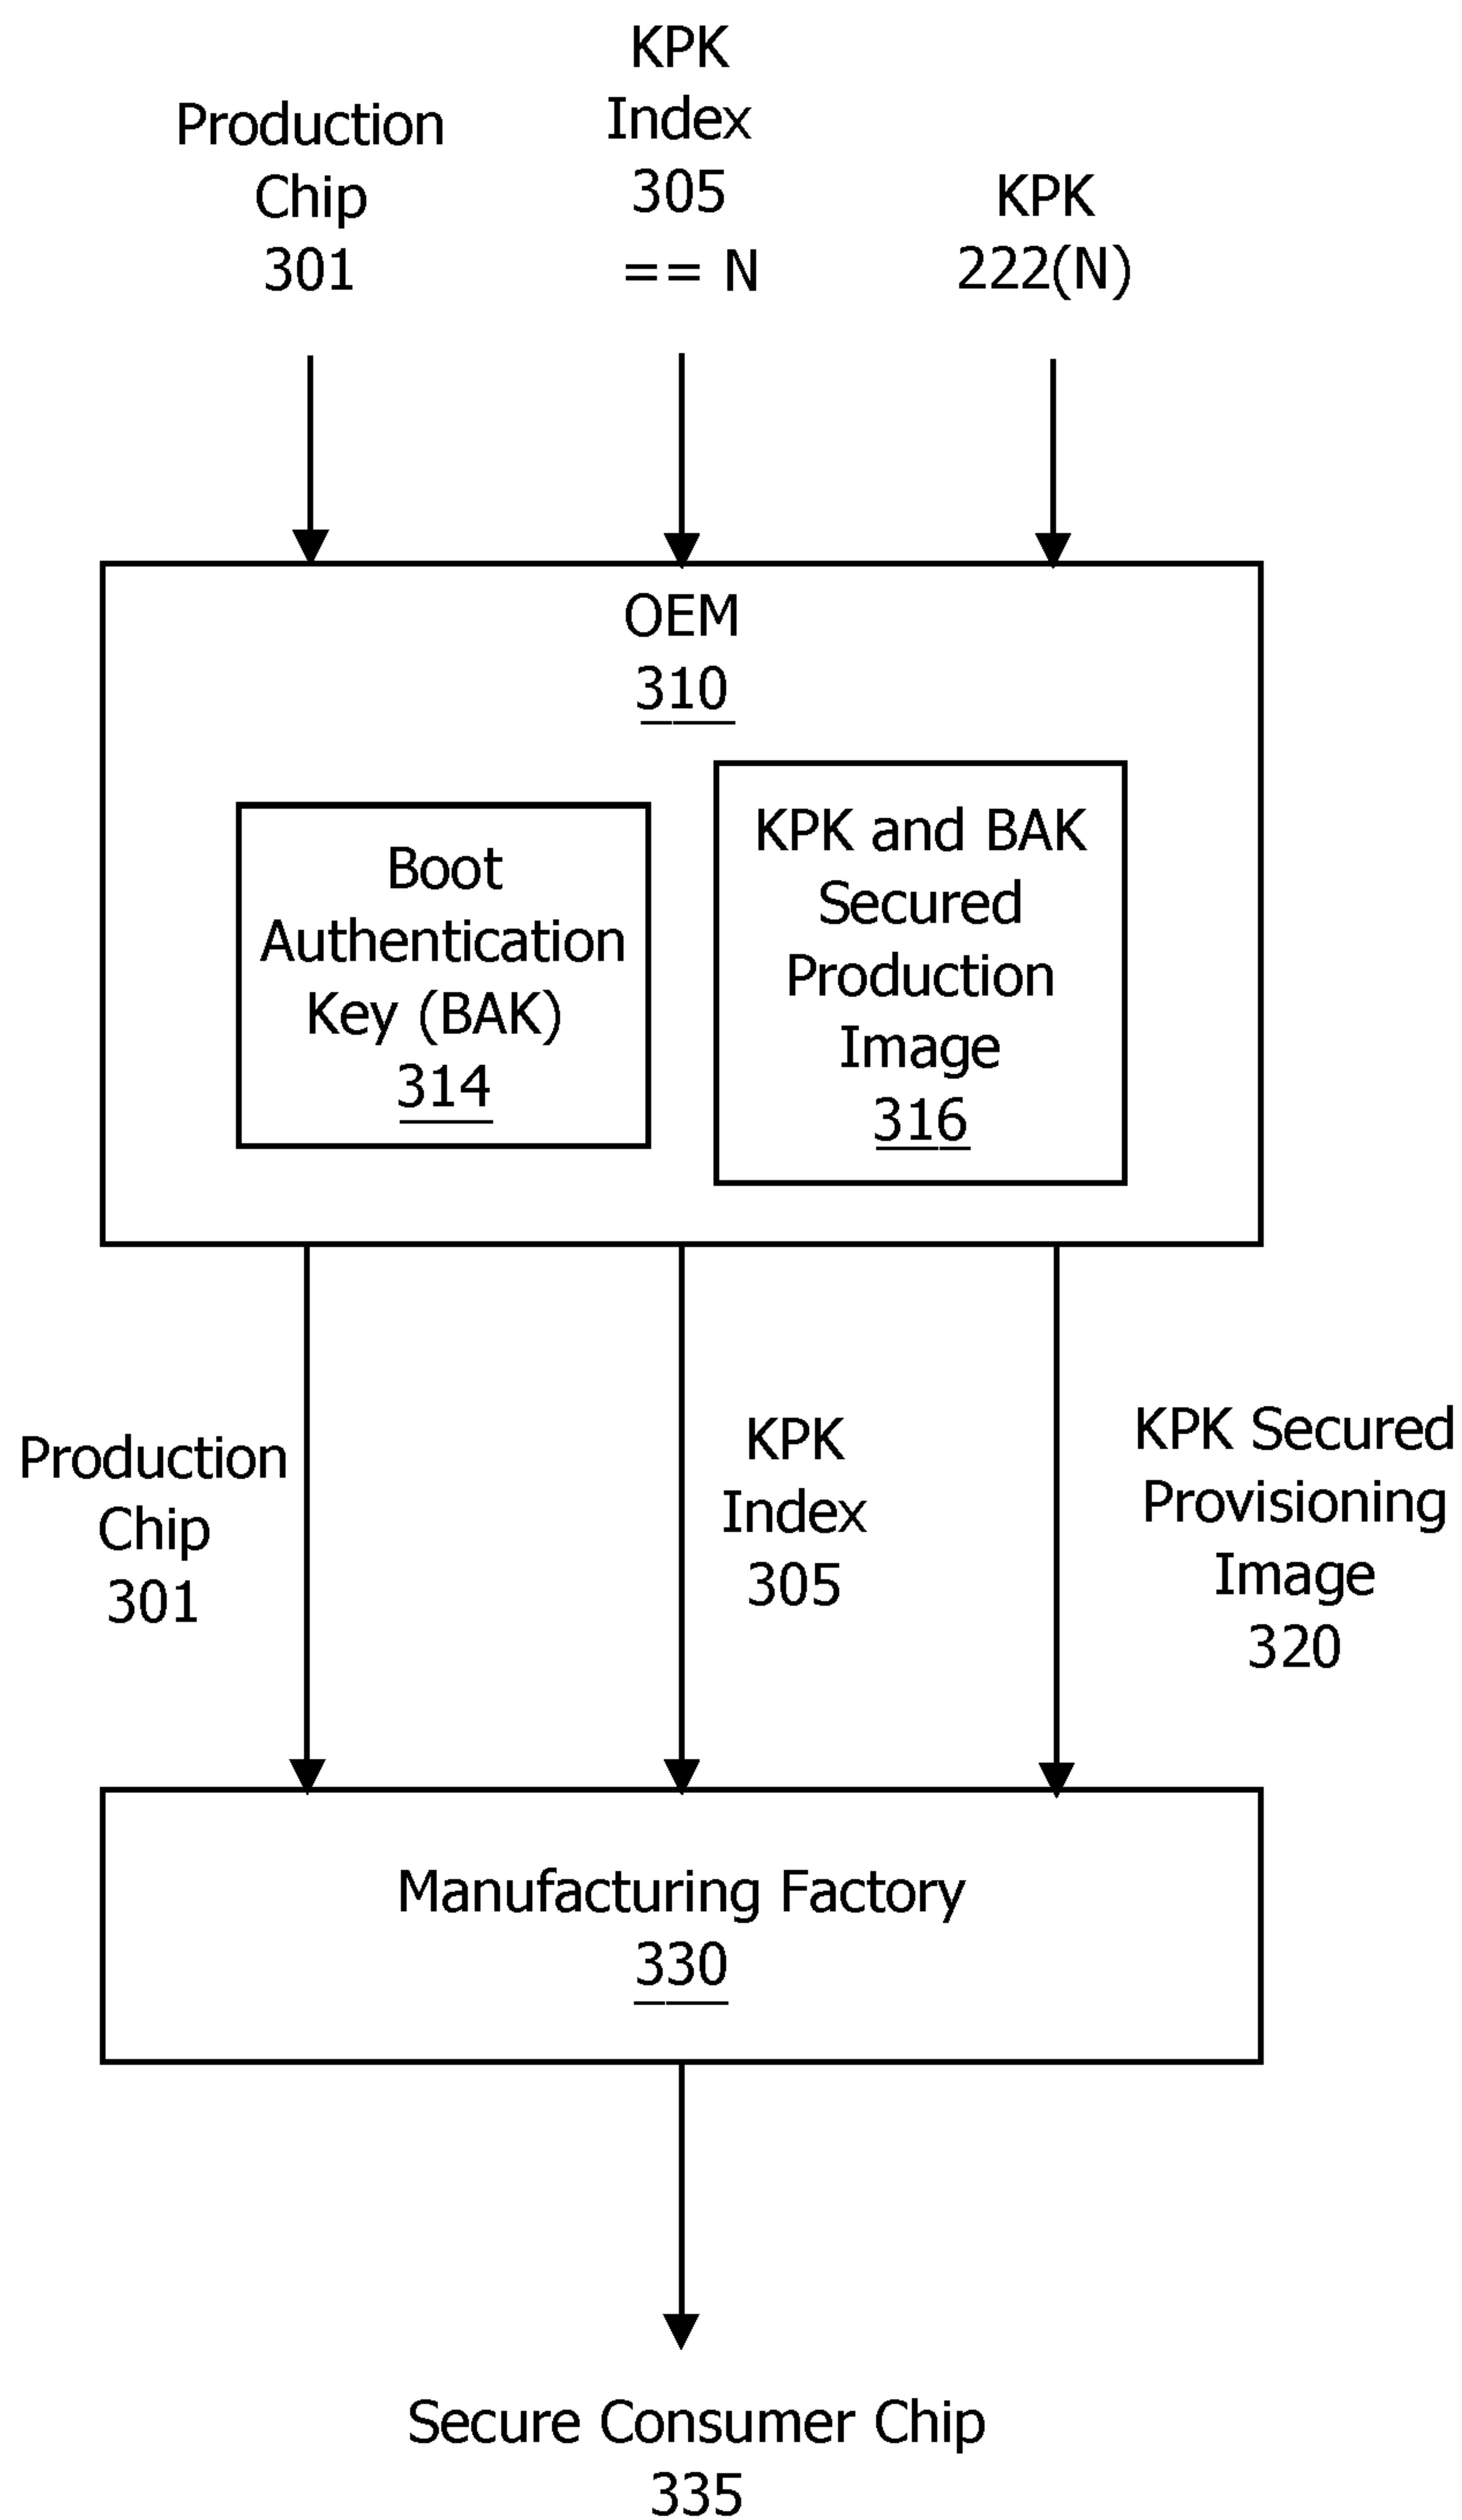 Production
Chip
301
KPK
Index
305
== N
KPK
222(N)
OEM
310
Boot
Authentication
Key (BAK)
314
KPK and BAK
Secured
Production
Image
316
Production
Chip
301
KPK
Index
305
KPK Secured
Provisioning
Image
320
Manufacturing Factory
330
Secure Consumer Chip
335